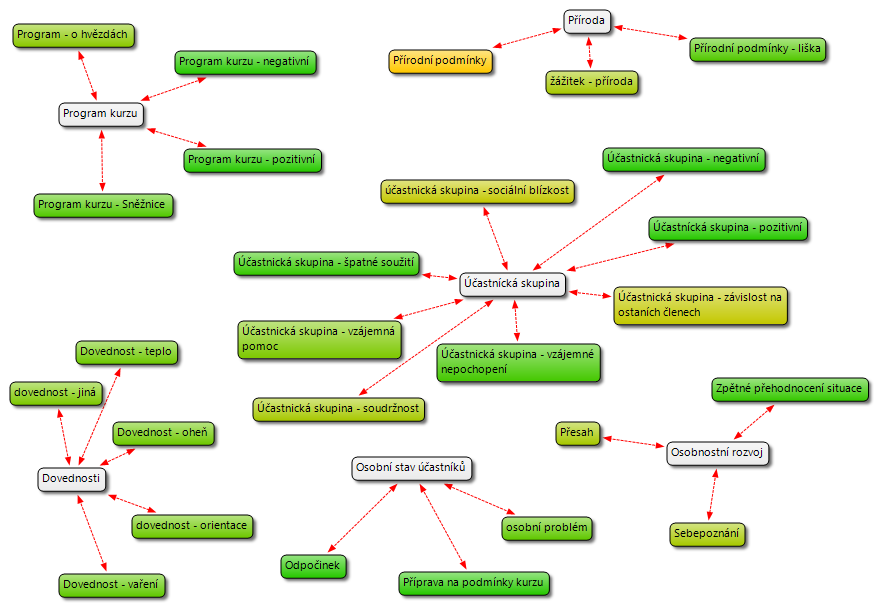 Program - o hvězdách
Program kurzu - negativní
Program kurzu
Program kurzu - pozitivní
Program kurzu - Sněžnice
Příroda
Přírodní podmínky
Přírodní podmínky - liška
žážitek - příroda
Účastnická skupina - negativní
účastnická skupina - sociální blízkost
Účastnícká skupina - pozitivní
Účastnická skupina - špatné soužití
Účastnícká skupina
Účastnická skupina - závislost na
ostaních členech
Účastnická skupina - vzájemná
pomoc
Účastnická skupina - vzájemné
nepochopení
Účastnická skupina - soudržnost
Dovednost - teplo
dovednost - jiná
Dovednost - oheň
Dovednosti
dovednost - orientace
Dovednost - vaření
Osobní stav účastníků
osobní problém
Odpočinek
Příprava na podmínky kurzu
Zpětné přehodnocení situace
Přesah
Osobnostní rozvoj
Sebepoznání